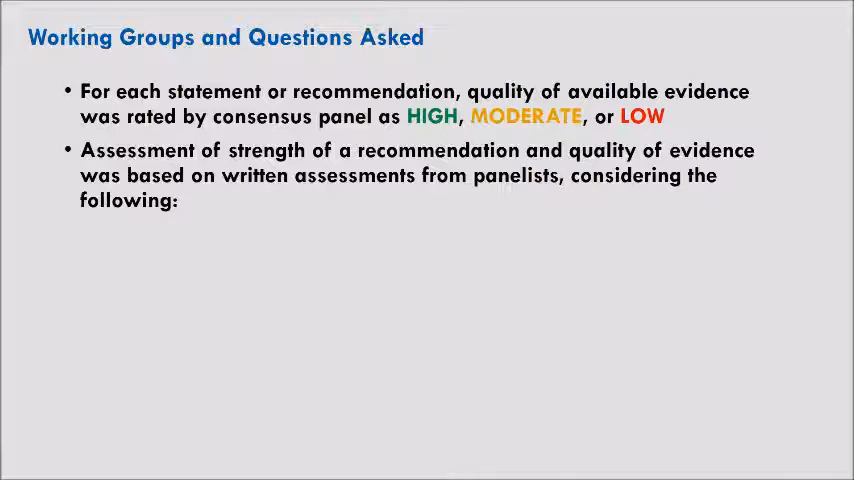 Working Groups and Questions Asked
• For each statement or recommendation, quality of available evidence
was rated by consensus panel as HIGH, MODERATE, or LOW
• Assessment of strength of a recommendation and quality of evidence
was based on written assessments from panelists, considering the
following: